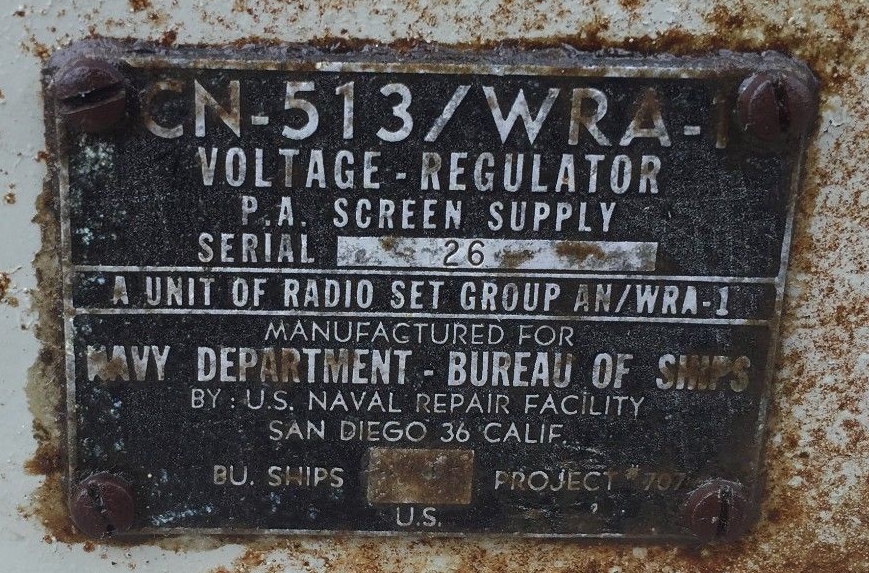 CN-513/WRA-1
VOLTAGE-REGULATOR
P.A. SCREEN SUPPLY
SERIAL 26
A UNIT OF RADIO SET GROUP AN/WRA-1
MANUFACTURED FOR
NAVY DEPARTMENT - BUREAU OF SHIPS
BY: U.S. NAVAL REPAIR FACILITY
SAN DIEGO 36 CALIF.
BU. SHIPS PROJECT
U.S.